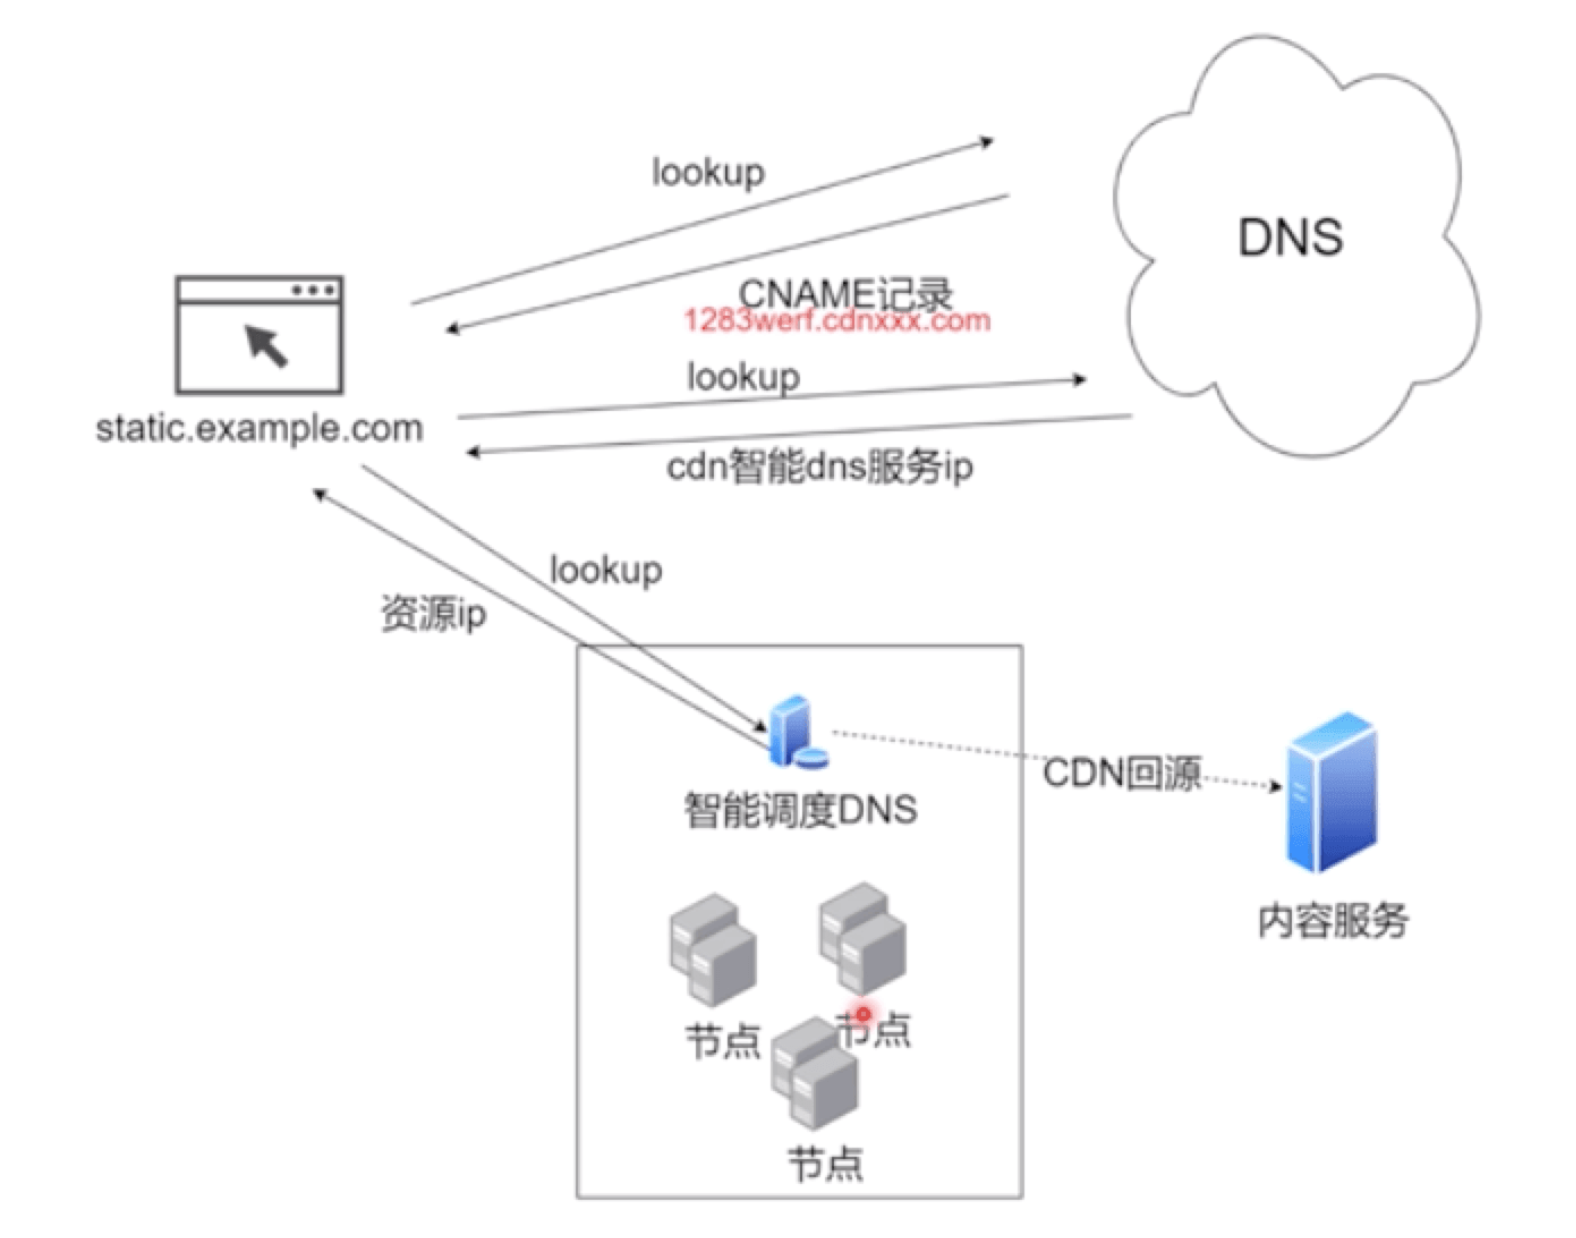 lookup
DNS
CNAME记录
1283werf.cdnxxx.com
lookup
static.example.com
cdn智能dns服务ip
lookup
资源ip
CDN回源
智能调度DNS
内容服务
节点
节点
节点